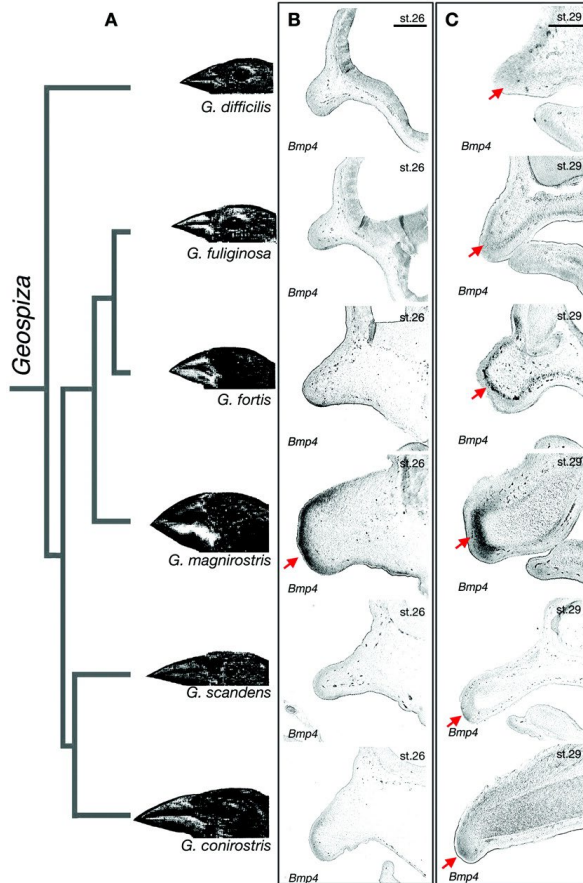 A
B
C
Geospiza
G. difficilis
st.26
Bmp4
st.29
G. fuliginosa
st.26
Bmp4
st.29
Bmp4
G. fortis
st.26
Bmp4
st.29
Bmp4
G. magnirostris
st.26
Bmp4
st.29
Bmp4
G. scandens
st.26
Bmp4
st.29
Bmp4
G. conirostris
st.26
Bmp4
st.29
Bmp4